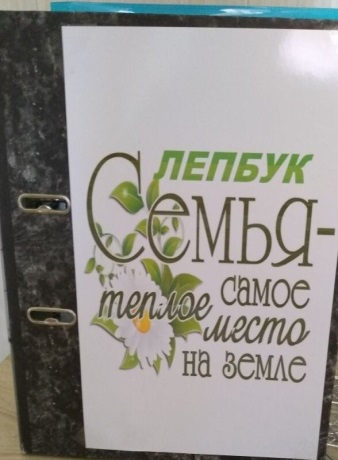 ЛЕПБУК
Семья-
самое
теплое место
на земле